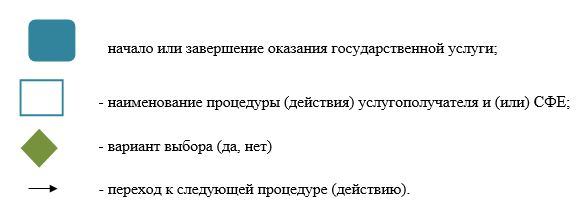 начало или завершение оказания государственной услуги;
- наименование процедуры (действия) услугополучателя и (или) СФЕ;
- вариант выбора (да, нет)
- переход к следующей процедуре (действию).